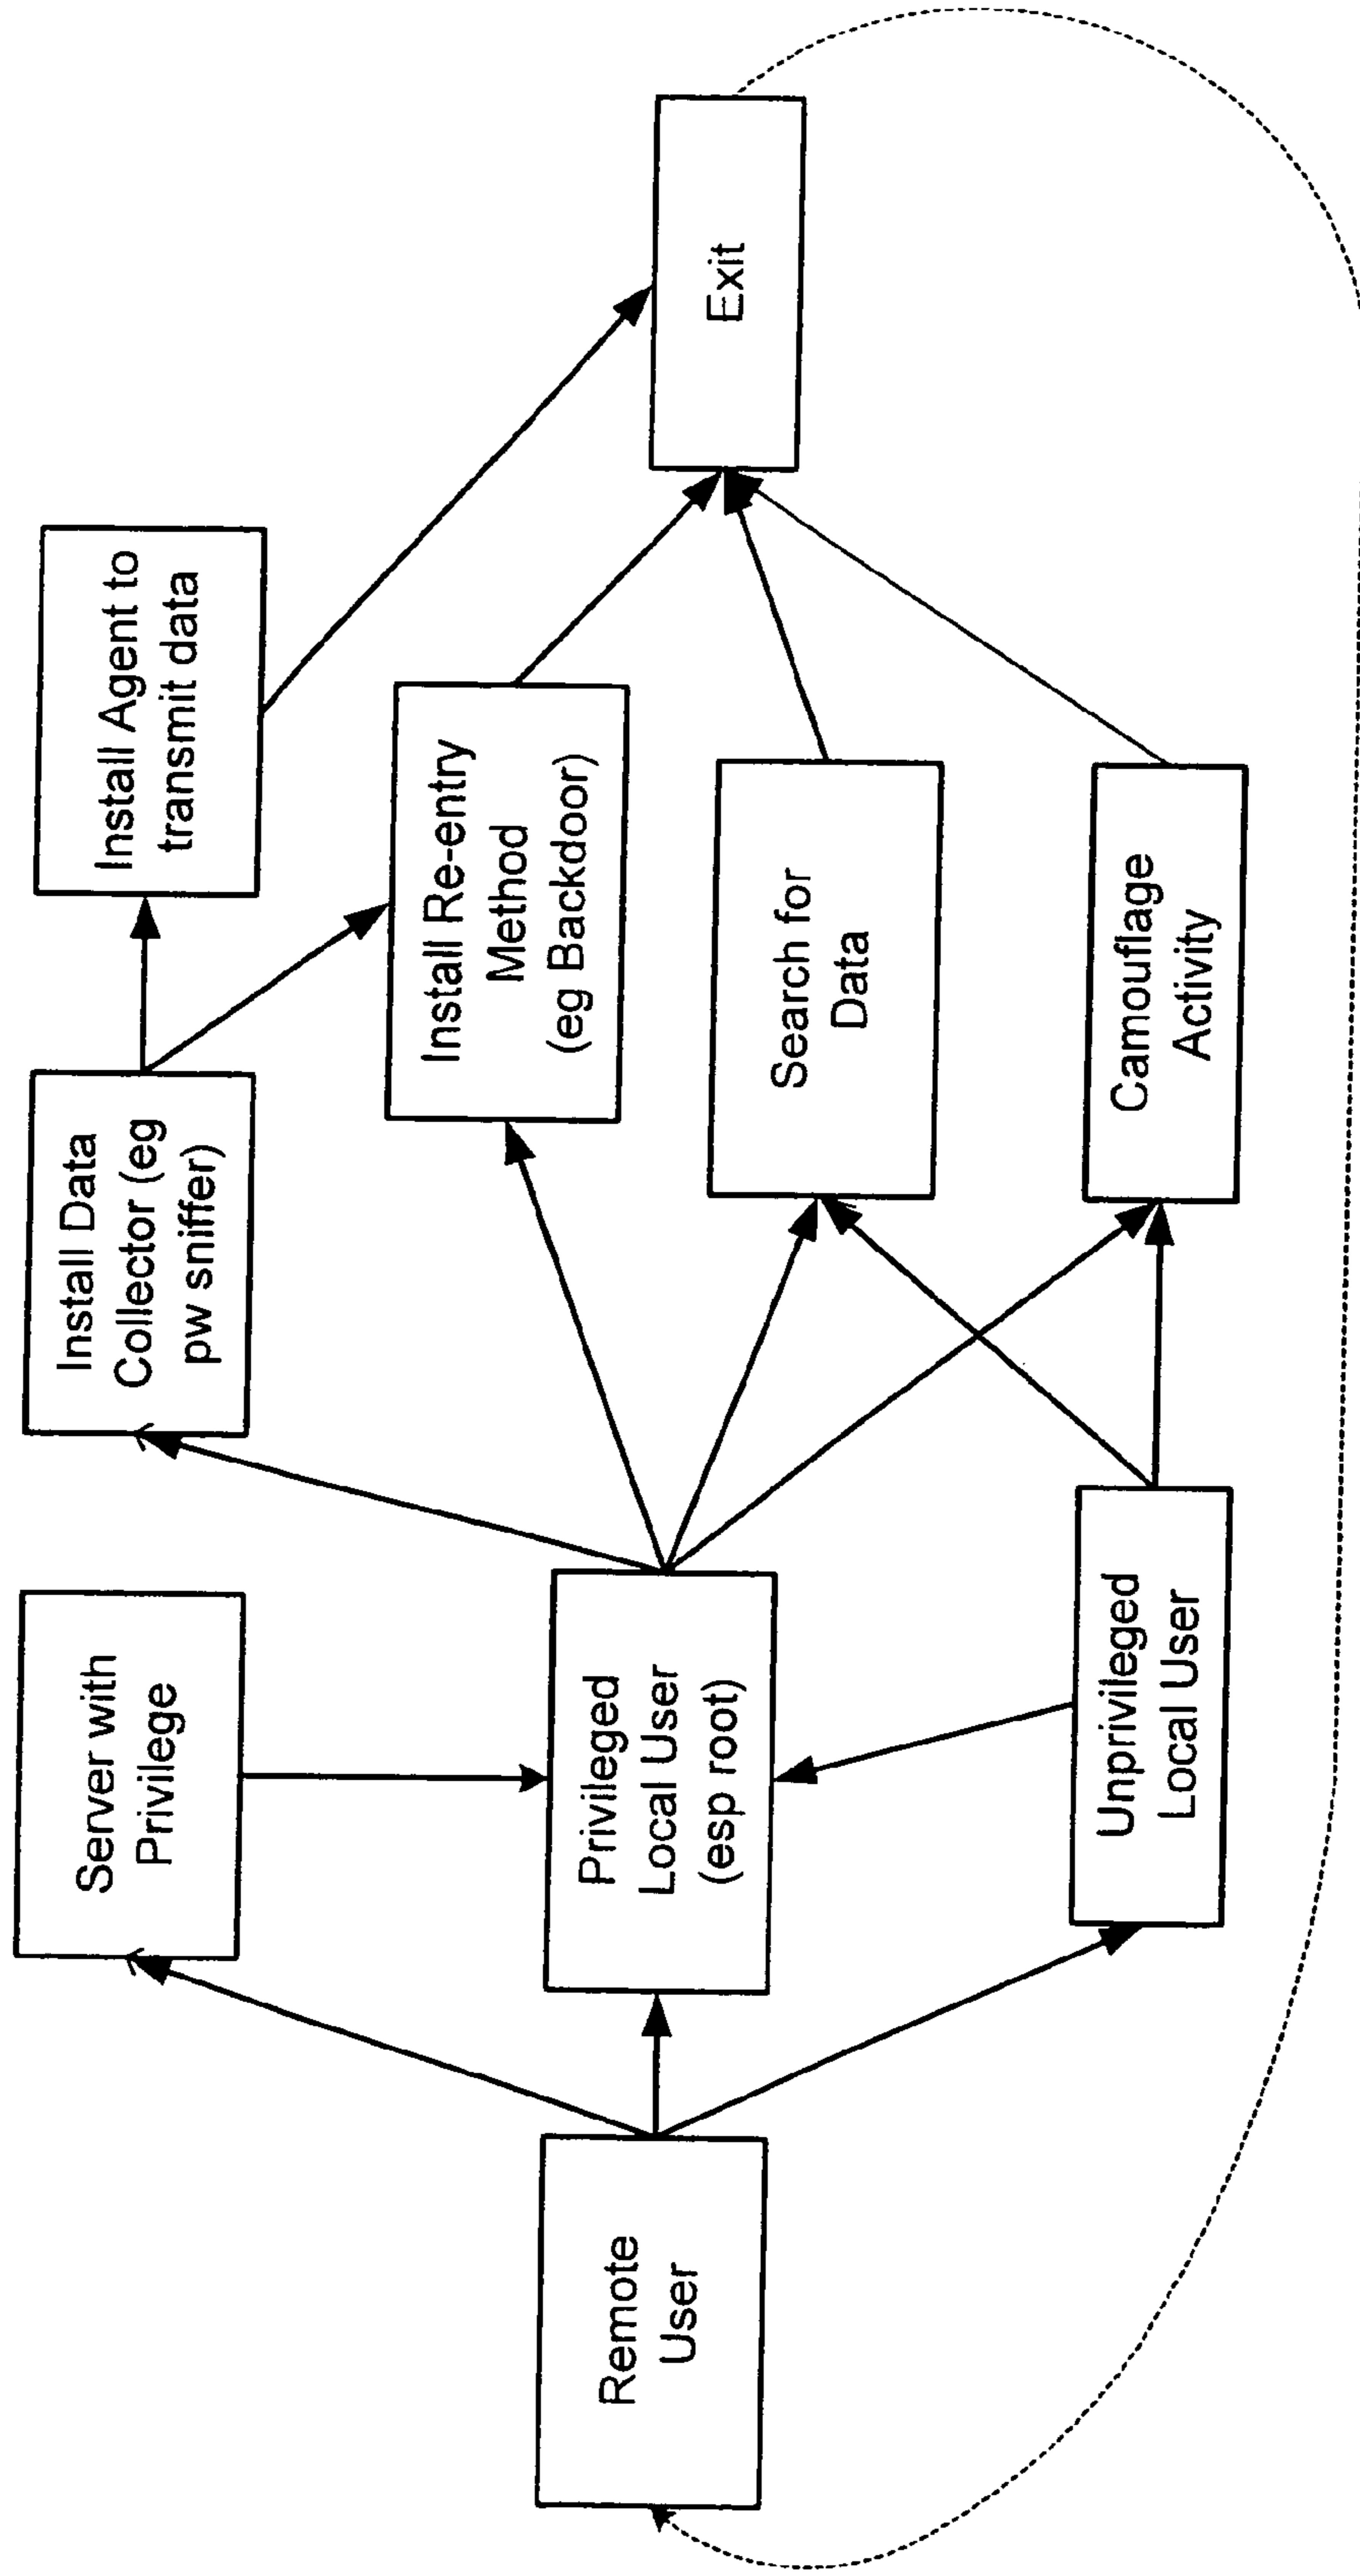 Remote
User
Server with
Privilege
Privileged
Local User
(esp root)
Unprivileged
Local User
Install Data
Collector (eg
pw sniffer)
Install Agent to
transmit data
Install Re-entry
Method
(eg Backdoor)
Search for
Data
Camouflage
Activity
Exit